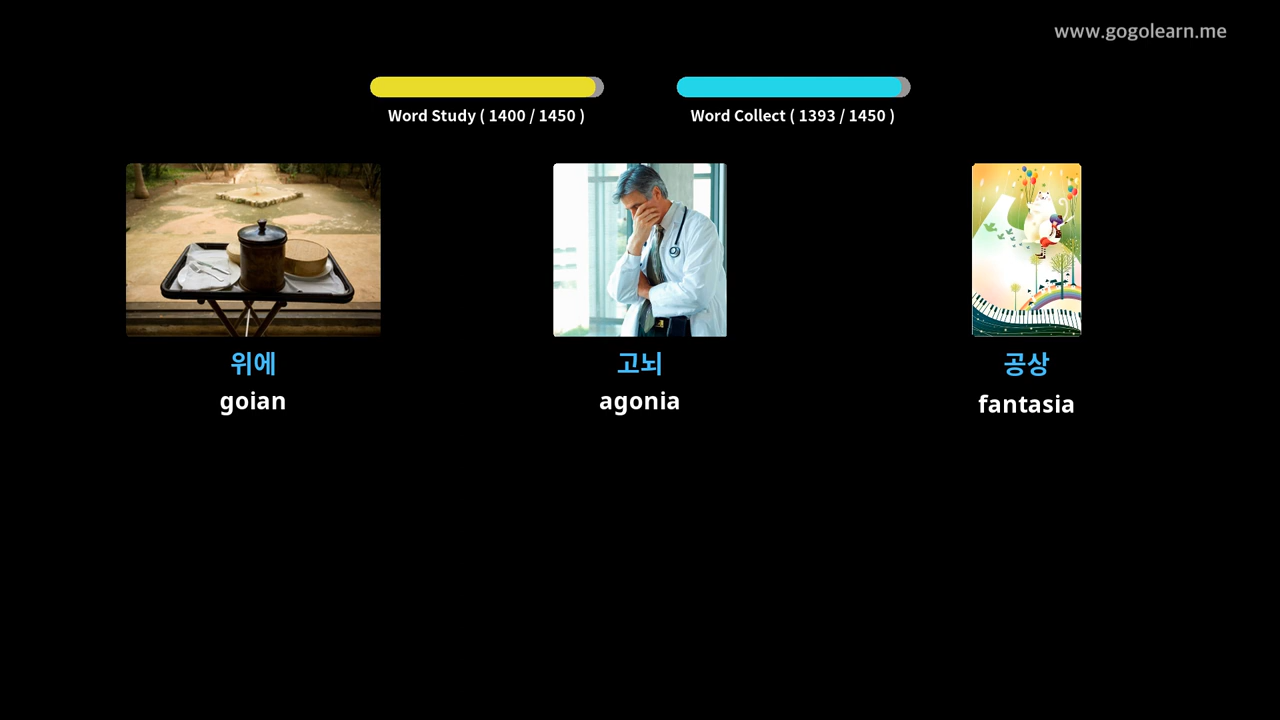 www.gogolearn.me
Word Study ( 1400 / 1450 )
Word Collect ( 1393 / 1450 )
위에
고뇌
공상
goian
agonia
fantasia